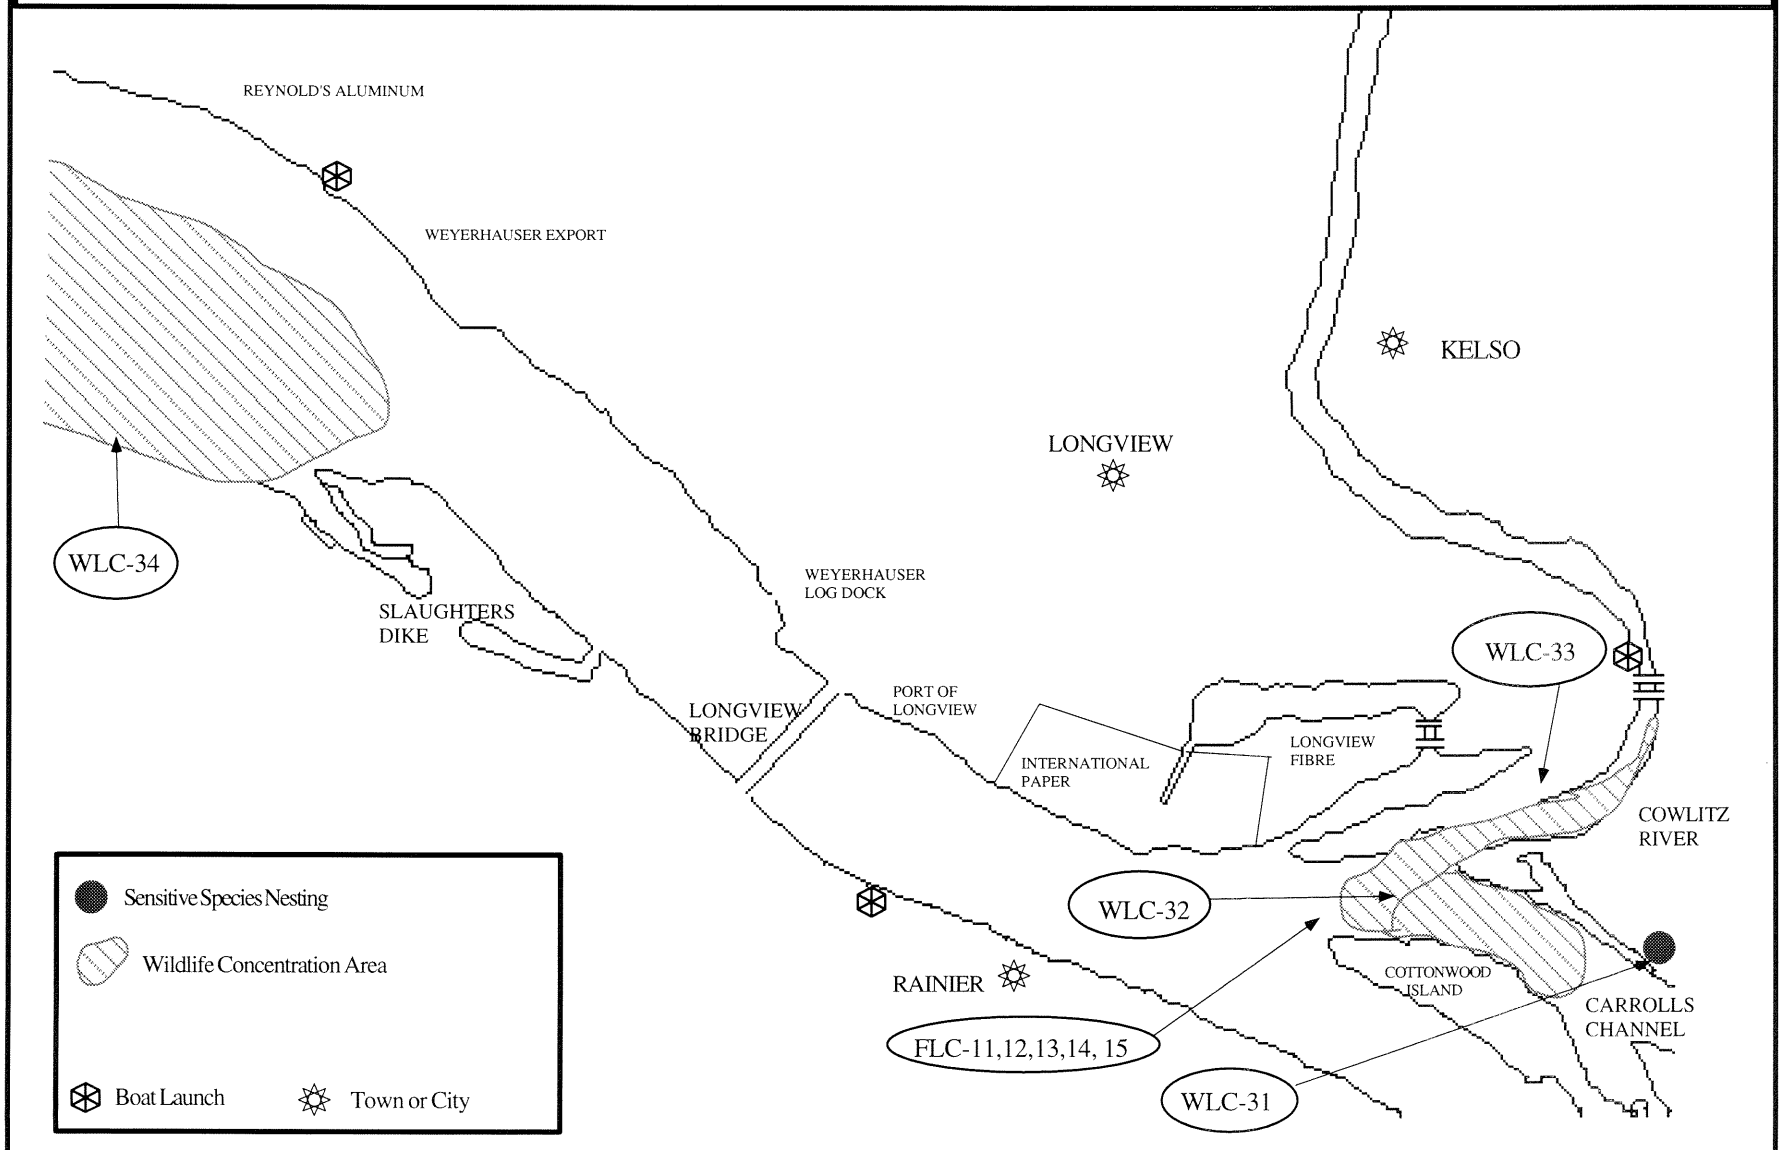 REYNOLD'S ALUMINUM
WEYERHAUSER EXPORT
KELSO
LONGVIEW
WLC-34
WEYERHAUSER
LOG DOCK
SLAUGHTERS
DIKE
WLC-33
LONGVIEW
BRIDGE
PORT OF
LONGVIEW
INTERNATIONAL
PAPER
LONGVIEW
FIBRE
COWLITZ
RIVER
WLC-32
RAINIER
COTTONWOOD
ISLAND
CARROLLS
CHANNEL
FLC-11,12,13,14, 15
WLC-31
Sensitive Species Nesting
Wildlife Concentration Area
Boat Launch
Town or City